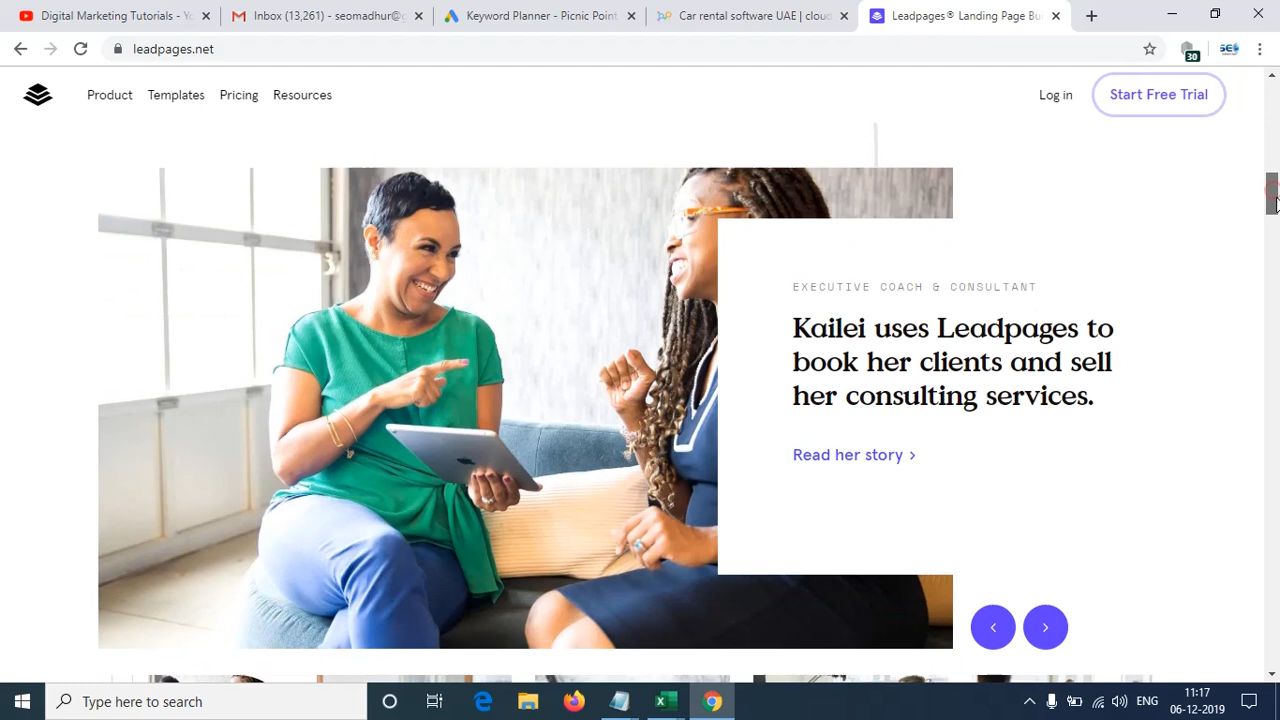 Digital Marketing Tutorials. Yo
Inbox (13,261) - seomadhur@g
Keyword Planner - Picnic Point
Car rental software UAE | cloud
Leadpages® Landing Page Bui
leadpages.net
30
SEO
Product
Templates
Pricing
Resources
Log in
Start Free Trial
EXECUTIVE COACH & CONSULTANT
Kailei uses Leadpages to
book her clients and sell
her consulting services.
Read her story >
Type here to search
ENG
11:17
06-12-2019